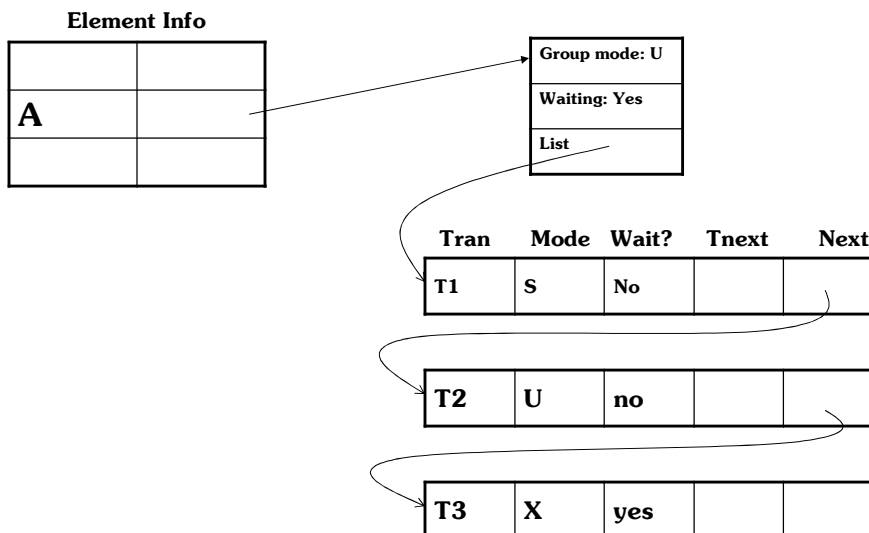 Element Info
A
Group mode: U
Waiting: Yes
List
Tran Mode Wait? Tnext Next
T1 S No
T2 U no
T3 X yes